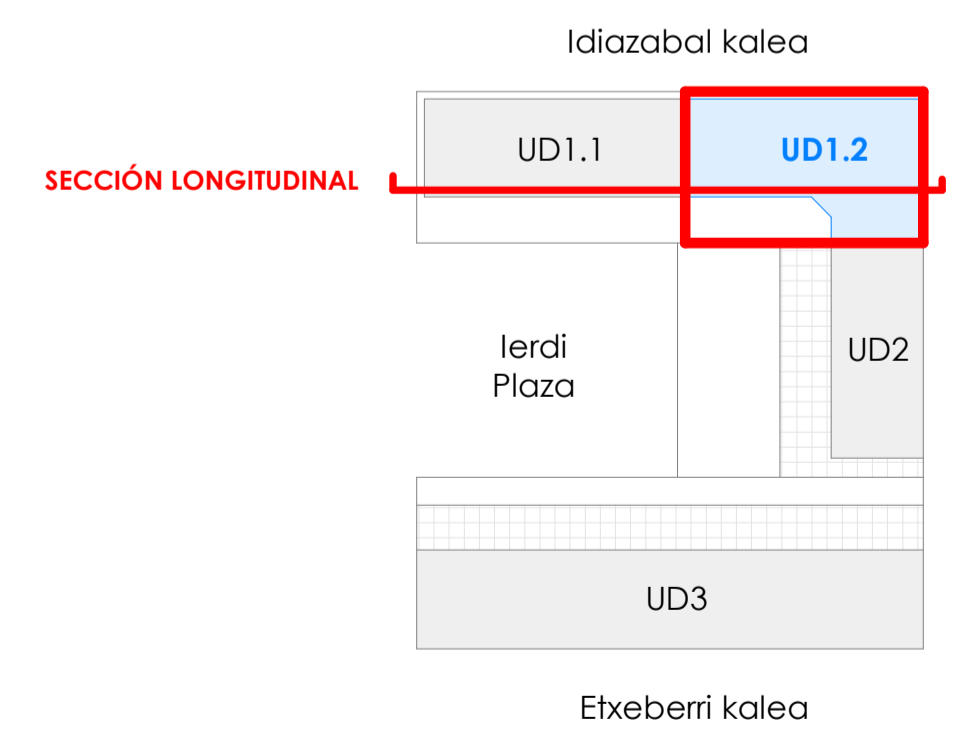 Idiazabal kalea
UD1.1
UD1.2
SECCIÓN LONGITUDINAL
Ierdi
Plaza
UD2
UD3
Etxeberri kalea